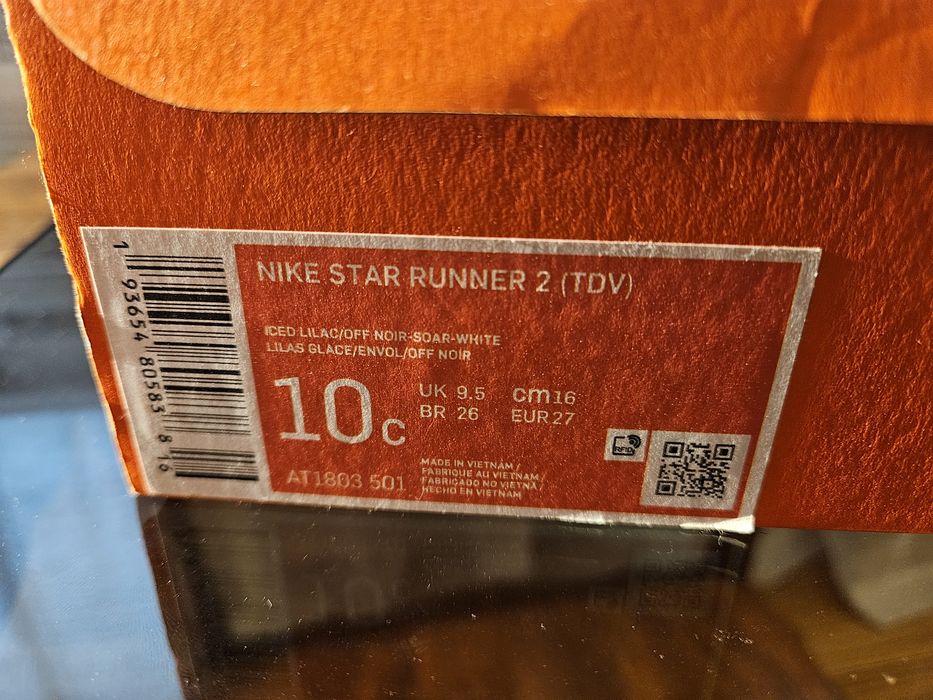 NIKE STAR RUNNER 2 (TDV)
ICED LILAC/OFF NOIR-SOAR-WHITE
LILAS GLACE/ENVOL/OFF NOIR
10C
UK 9.5 cm 16
BR 26 EUR 27
AT1803 501
MADE IN VIETNAM /
FABRIQUE AU VIETNAM /
FABRICADO NO VIETNÃ /
HECHO EN VIETNAM
RFID
1 93654 80583 8 16